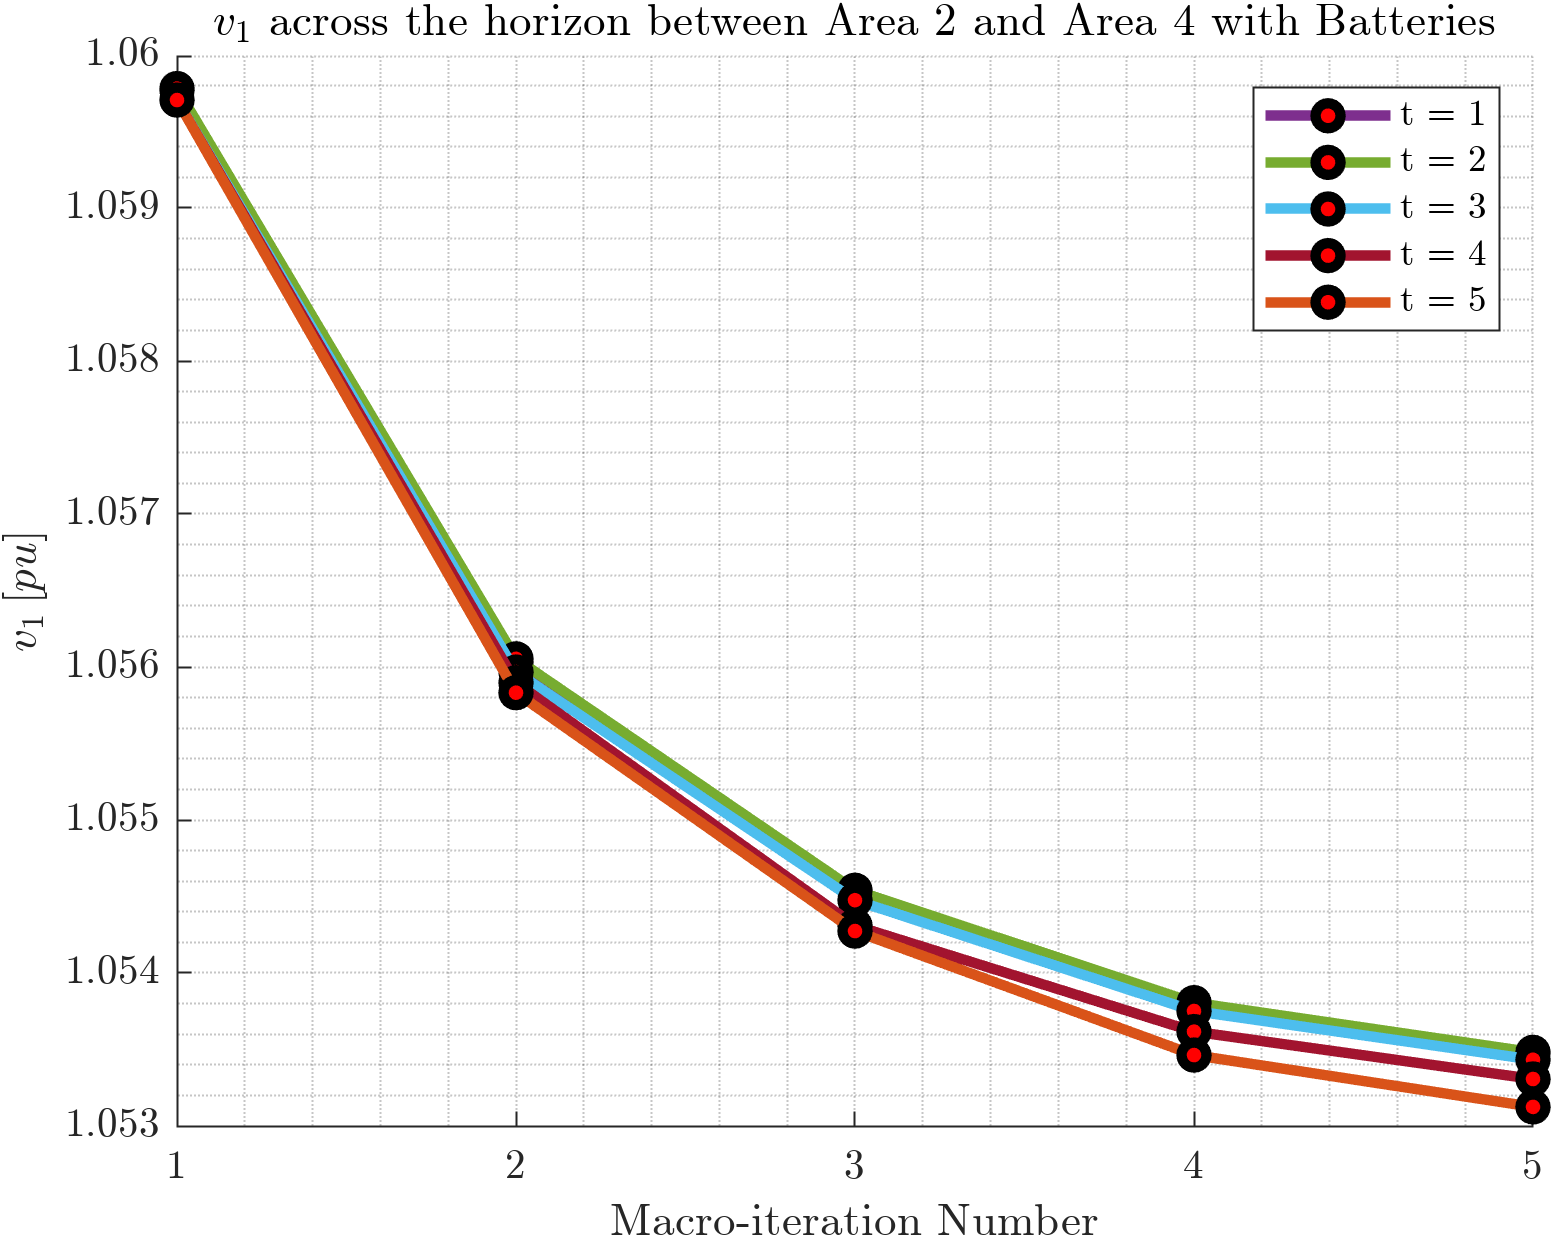 v₁ across the horizon between Area 2 and Area 4 with Batteries
1.06
1.059
1.058
1.057
1.056
1.055
1.054
1.053
v₁ [pu]
t = 1
t = 2
t = 3
t = 4
t = 5
1 2 3 4 5
Macro-iteration Number